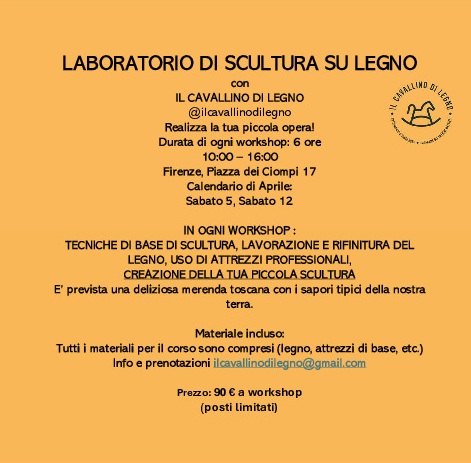 LABORATORIO DI SCULTURA SU LEGNO
con
IL CAVALLINO DI LEGNO
@ilcavallinodilegno
Realizza la tua piccola opera!
Durata di ogni workshop: 6 ore
10:00 – 16:00
Firenze, Piazza dei Ciompi 17
Calendario di Aprile:
Sabato 5, Sabato 12
IL CAVALLINO DI LEGNO
IN OGNI WORKSHOP :
TECNICHE DI BASE DI SCULTURA, LAVORAZIONE E RIFINITURA DEL
LEGNO, USO DI ATTREZZI PROFESSIONALI,
CREAZIONE DELLA TUA PICCOLA SCULTURA
E' prevista una deliziosa merenda toscana con i sapori tipici della nostra
terra.
Materiale incluso:
Tutti i materiali per il corso sono compresi (legno, attrezzi di base, etc.)
Info e prenotazioni ilcavallinodilegno@gmail.com
Prezzo: 90 € a workshop
(posti limitati)